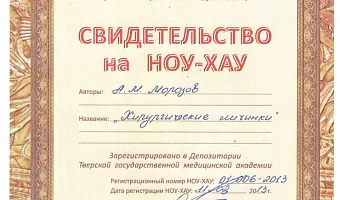 СВИДЕТЕЛЬСТВО
на НОУ-ХАУ
Авторы: А.М. Морозов
Название: „Хирургические личинки"
Зарегистрировано в Депозитарии
Тверской государственной медицинской академии
Регистрационный номер НОУ-ХАУ: 01-006-2013
Дата регистрации НОУ-ХАУ: 2013г.